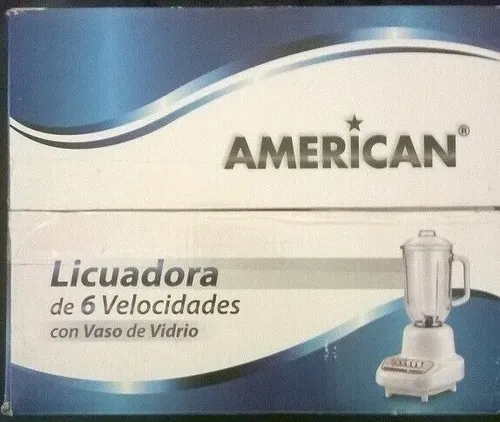 AMERICAN®
Licuadora
de 6 Velocidades
con Vaso de Vidrio